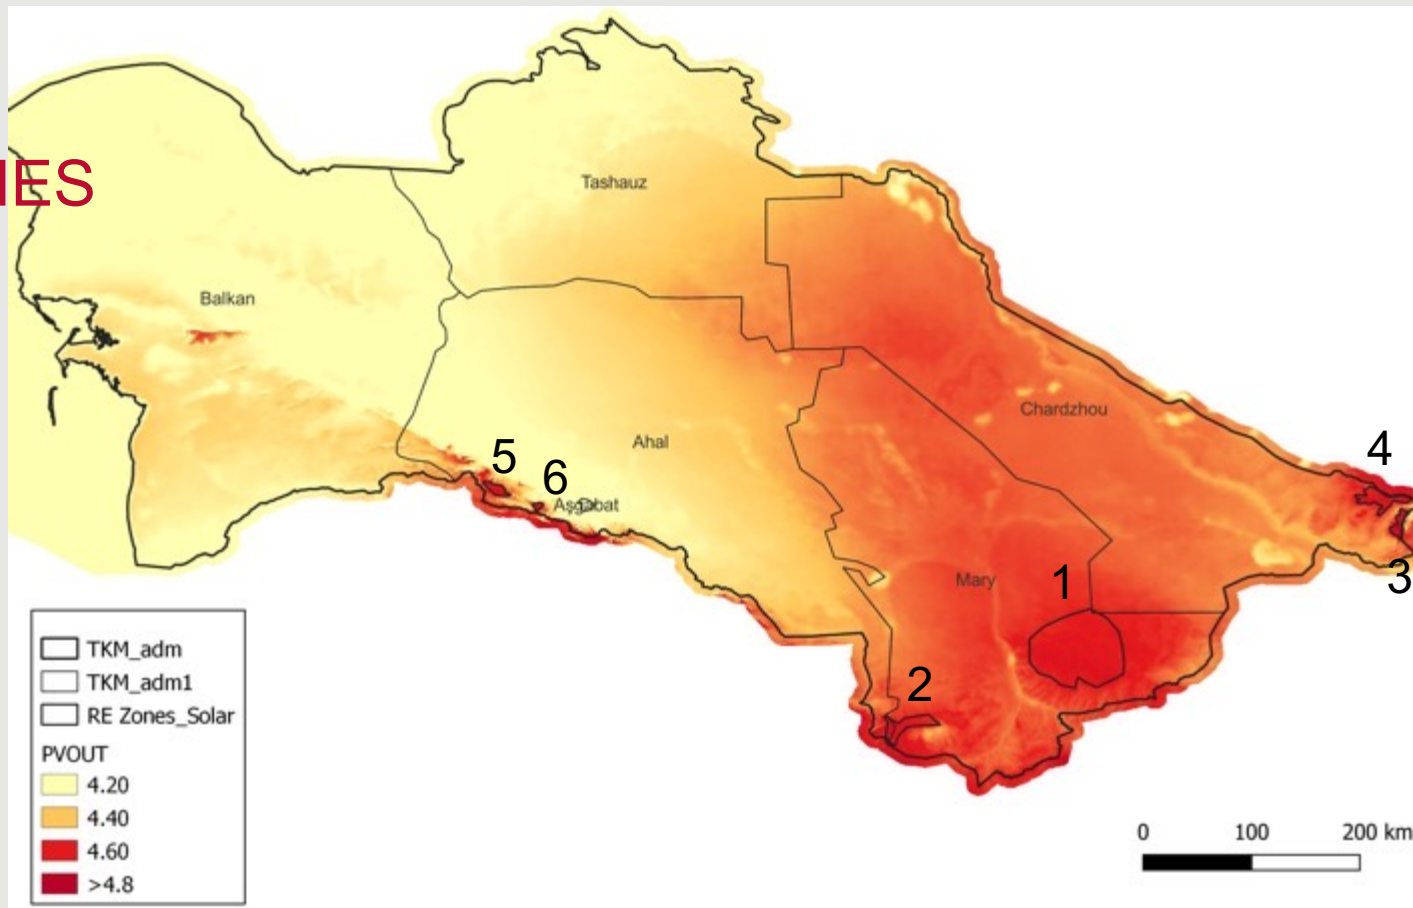 IES
Tashauz
Balkan
Chardzhou
Ahal
4
5
6
Aşgabat
3
1
Mary
2
TKM_adm
TKM_adm1
RE Zones_Solar
PVOUT
4.20
4.40
4.60
>4.8
0 100 200 km